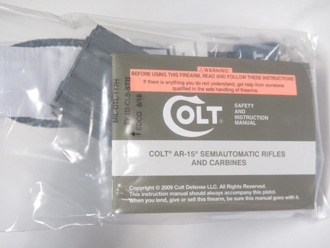 WARNING:
BEFORE USING THIS FIREARM, READ AND FOLLOW THESE INSTRUCTIONS
If there is anything you do not understand, get help from someone
qualified in the safe handling of firearms.
COLT
SAFETY
AND
INSTRUCTION
MANUAL
COLT® AR-15® SEMIAUTOMATIC RIFLES
AND CARBINES
Copyright © 2009 Colt Defense LLC. All Rights Reserved.
This instruction manual should always accompany this pistol.
When you lend, give or sell this firearm, be sure this manual goes with it.